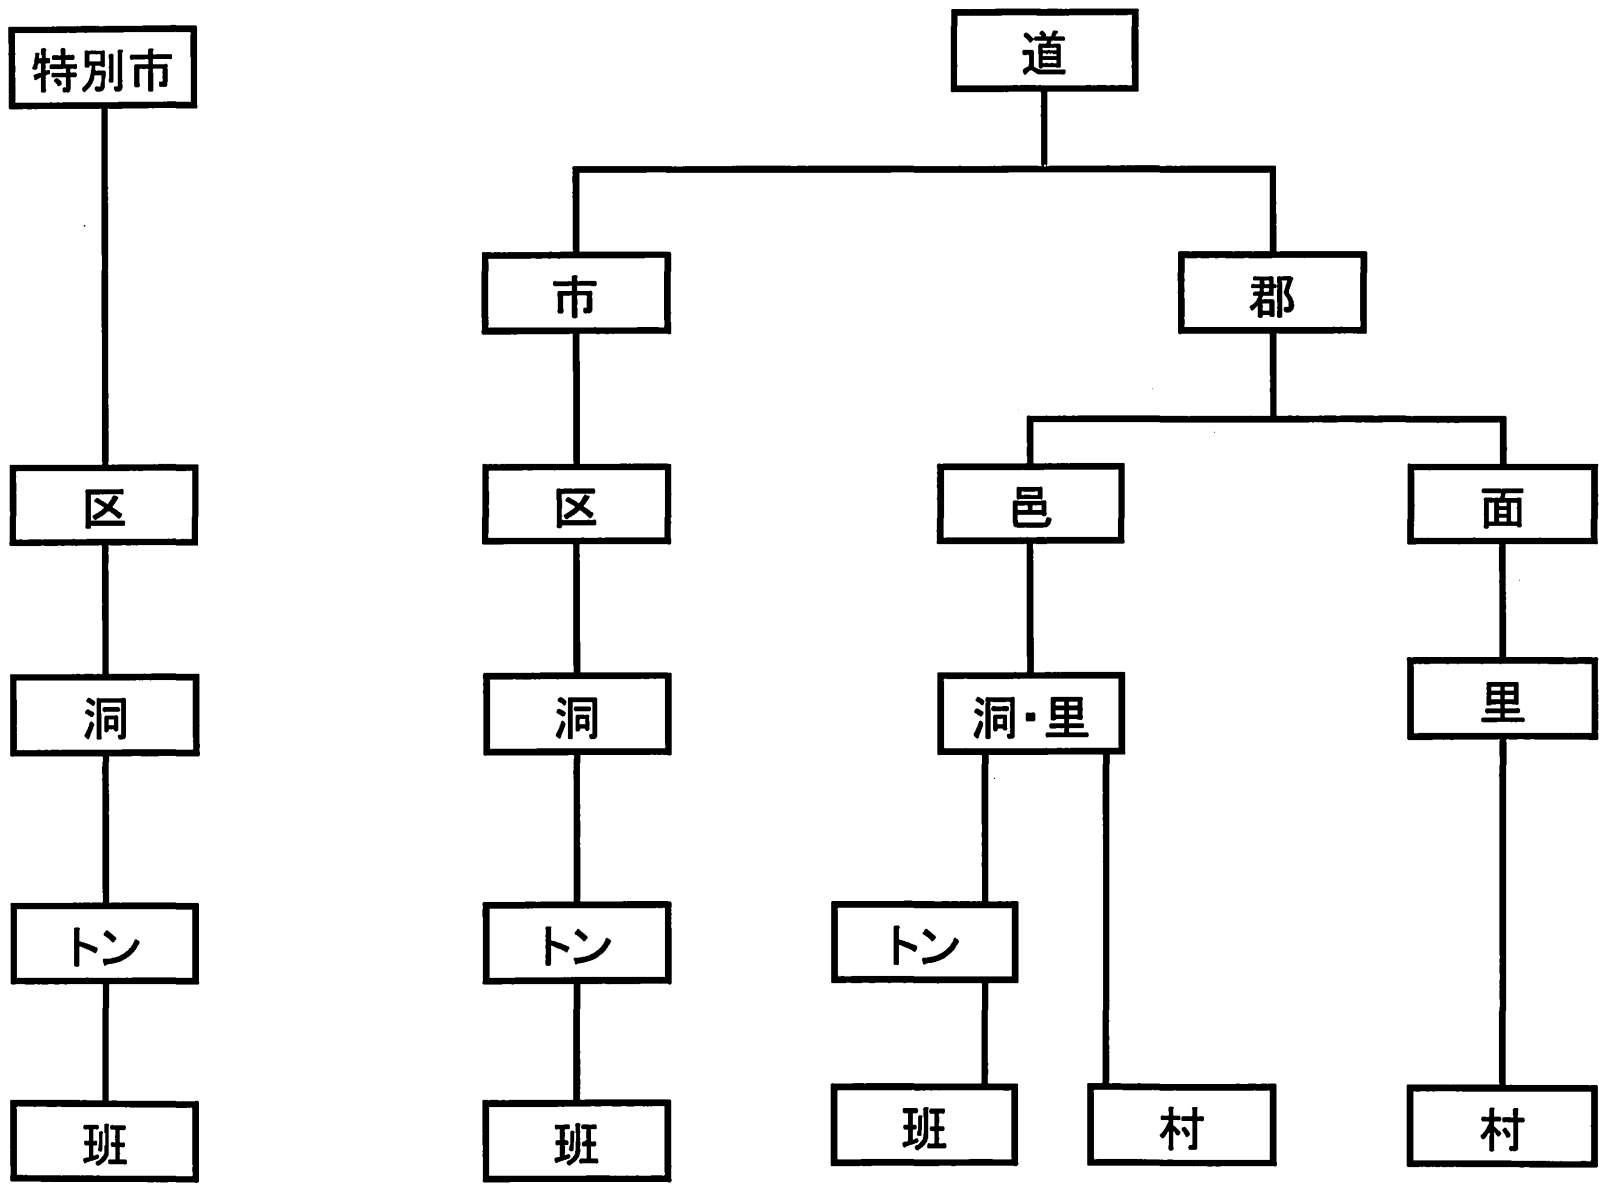 特別市
道
市
郡
区
区
邑
面
洞
洞
洞・里
里
トン
トン
トン
班
班
班
村
村